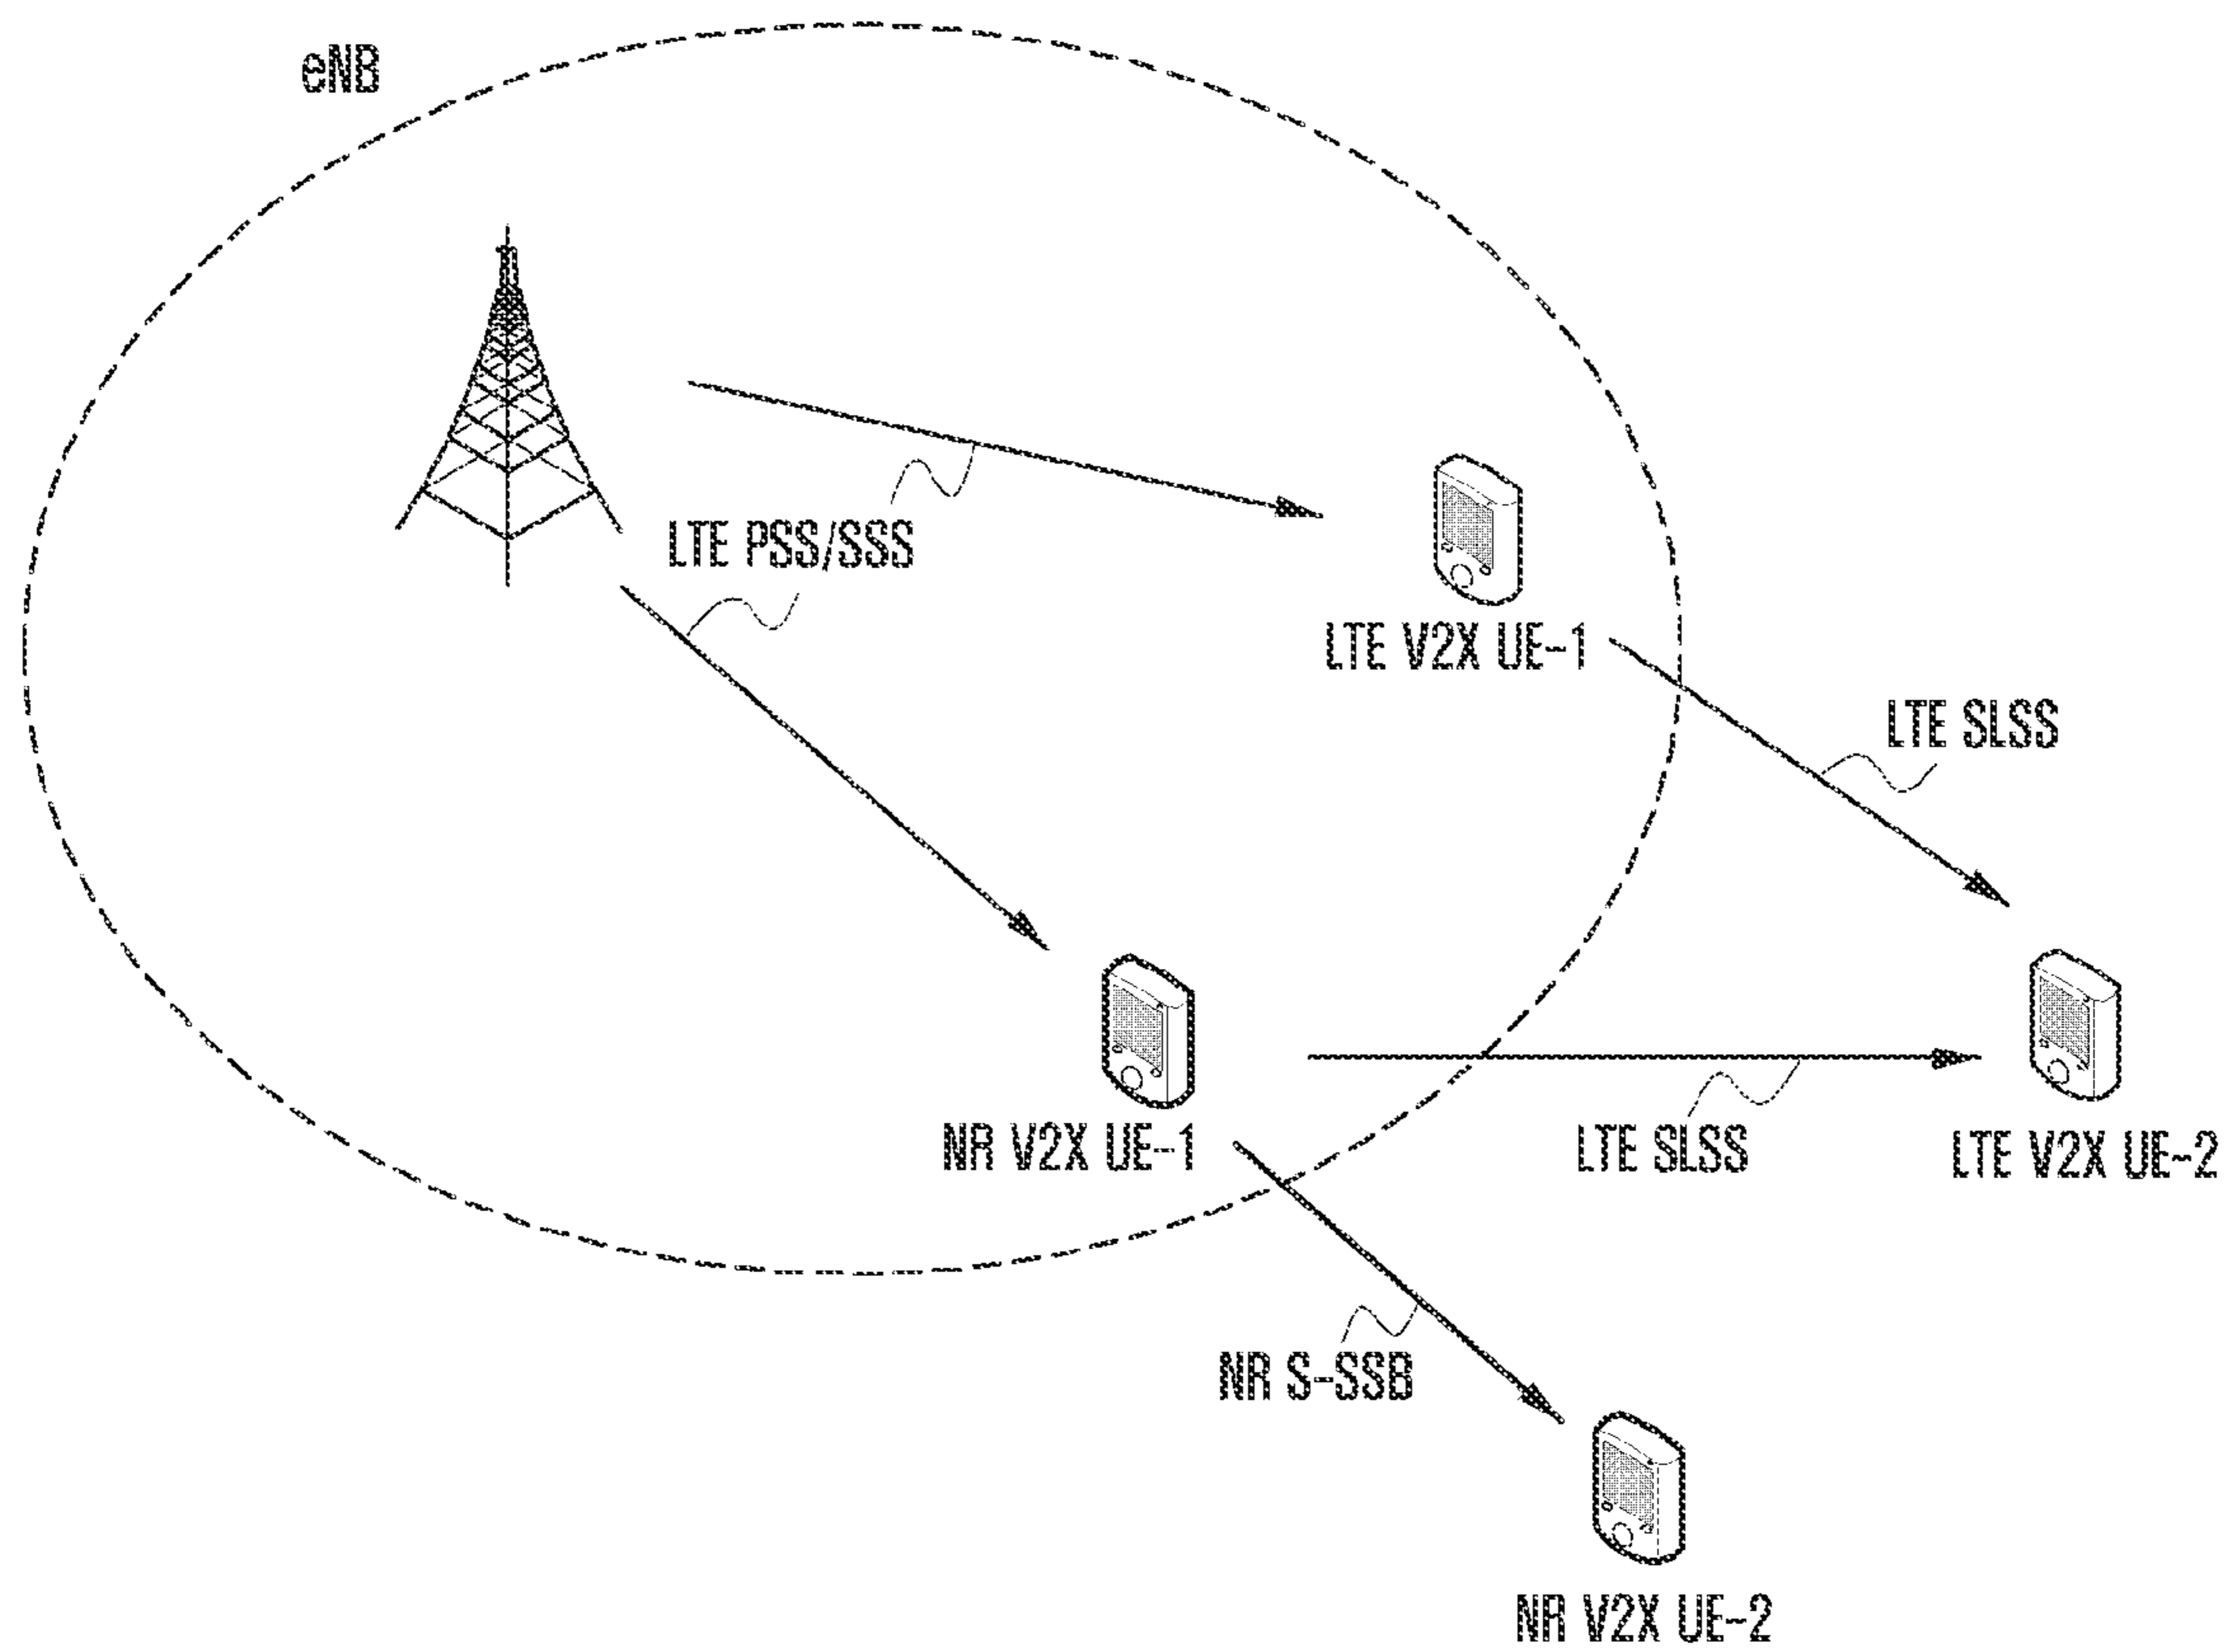 eNB
LTE PSS/SSS
LTE V2X UE-1
LTE SLSS
NR V2X UE-1
LTE SLSS
LTE V2X UE-2
NR S-SSB
NR V2X UE-2